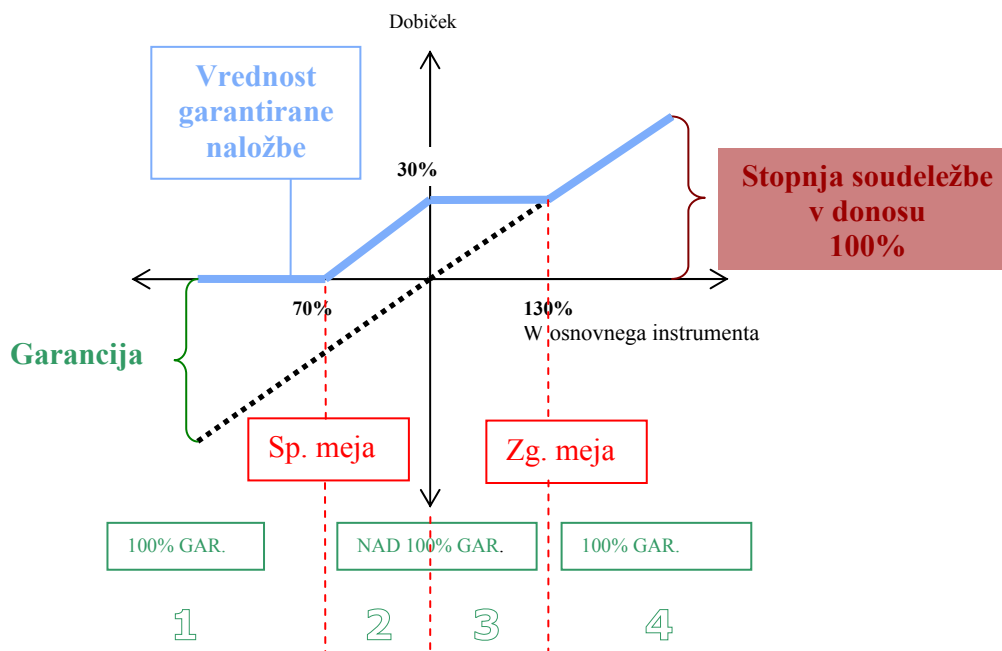 Dobiček
Vrednost
garantirane
naložbe
30%
Stopnja soudeležbe
v donosu
100%
70%
130%
W osnovnega instrumenta
Garancija
Sp. meja
Zg. meja
100% GAR.
NAD 100% GAR.
100% GAR.
1
2
3
4